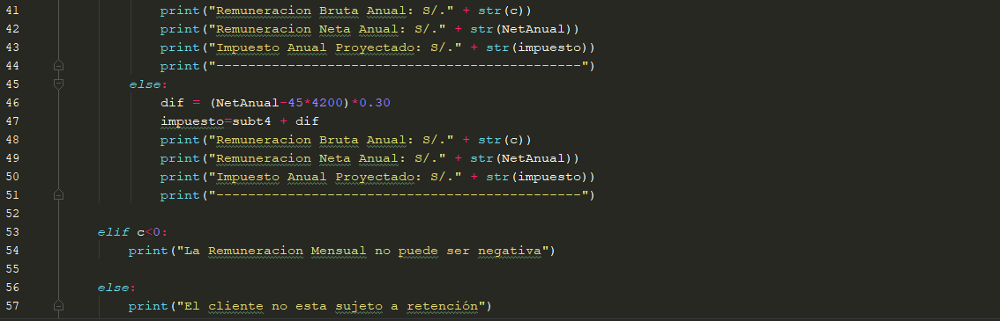 41 print("Remuneracion Bruta Anual: S/." + str(c))
42 print("Remuneracion Neta Anual: S/." + str(NetAnual))
43 print("Impuesto Anual Proyectado: S/." + str(impuesto))
44 print("----------------------------------------------")
45 else:
46 dif = (NetAnual-45*4200)*0.30
47 impuesto=subt4 + dif
48 print("Remuneracion Bruta Anual: S/." + str(c))
49 print("Remuneracion Neta Anual: S/." + str(NetAnual))
50 print("Impuesto Anual Proyectado: S/." + str(impuesto))
51 print("----------------------------------------------")
52
53 elif c<0:
54 print("La Remuneracion Mensual no puede ser negativa")
55
56 else:
57 print("El cliente no esta sujeto a retención")